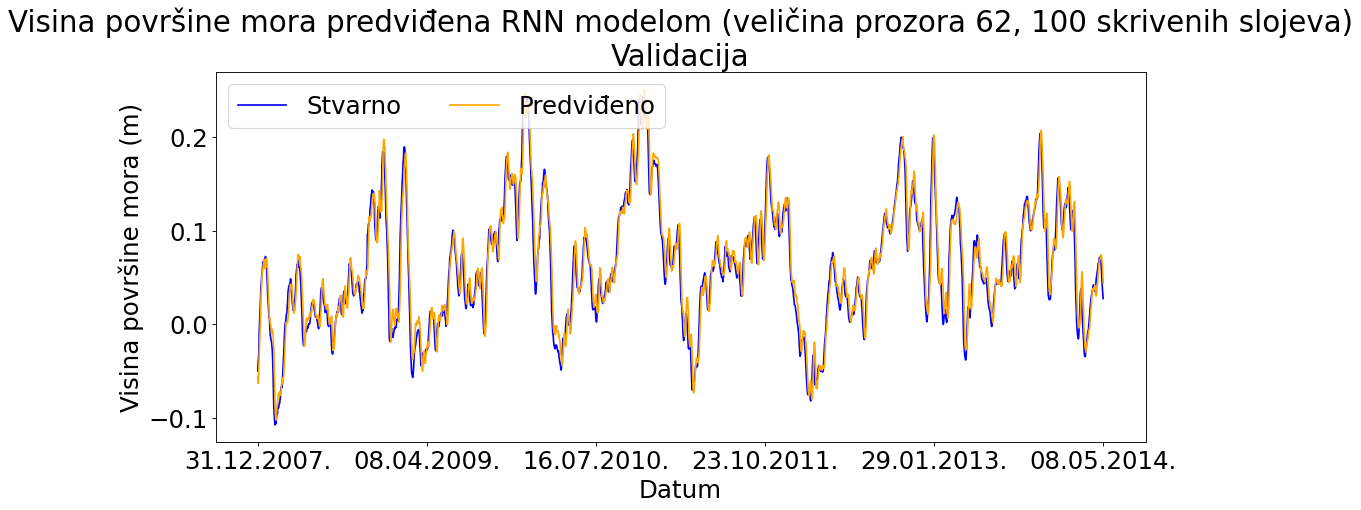 Visina površine mora predviđena RNN modelom (veličina prozora 62, 100 skrivenih slojeva)
Validacija
Stvarno
Predviđeno
Visina površine mora (m)
0.2
0.1
0.0
−0.1
31.12.2007.
08.04.2009.
16.07.2010.
23.10.2011.
29.01.2013.
08.05.2014.
Datum